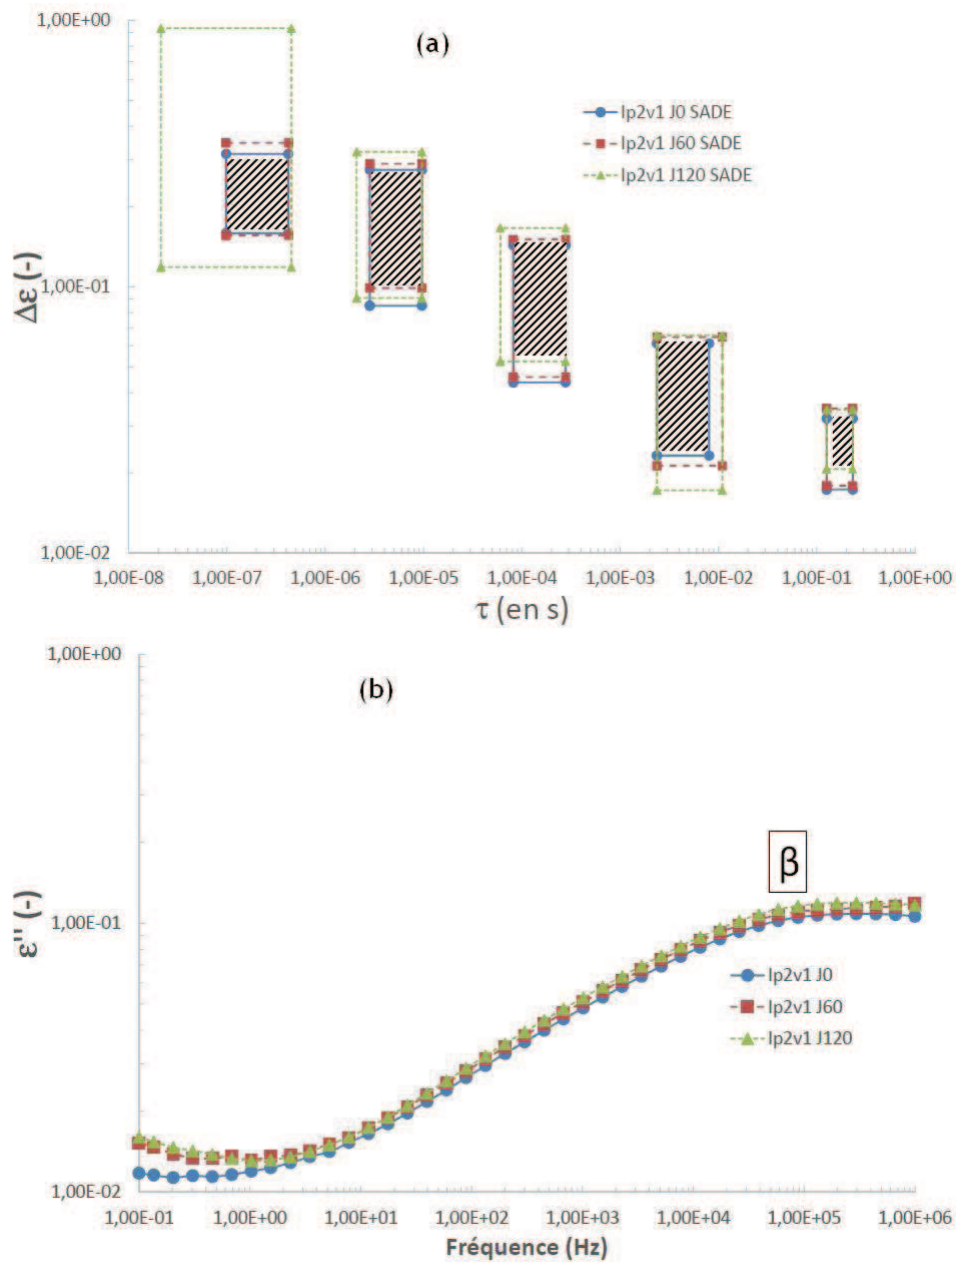 (a)
1,00E+00
1,00E-01
1,00E-02
Δε (-)
Ip2v1 J0 SADE
Ip2v1 J60 SADE
Ip2v1 J120 SADE
1,00E-08 1,00E-07 1,00E-06 1,00E-05 1,00E-04 1,00E-03 1,00E-02 1,00E-01 1,00E+00
τ (en s)
(b)
1,00E+00
1,00E-01
1,00E-02
ε'' (-)
β
Ip2v1 J0
Ip2v1 J60
Ip2v1 J120
1,00E-01 1,00E+00 1,00E+01 1,00E+02 1,00E+03 1,00E+04 1,00E+05 1,00E+06
Fréquence (Hz)